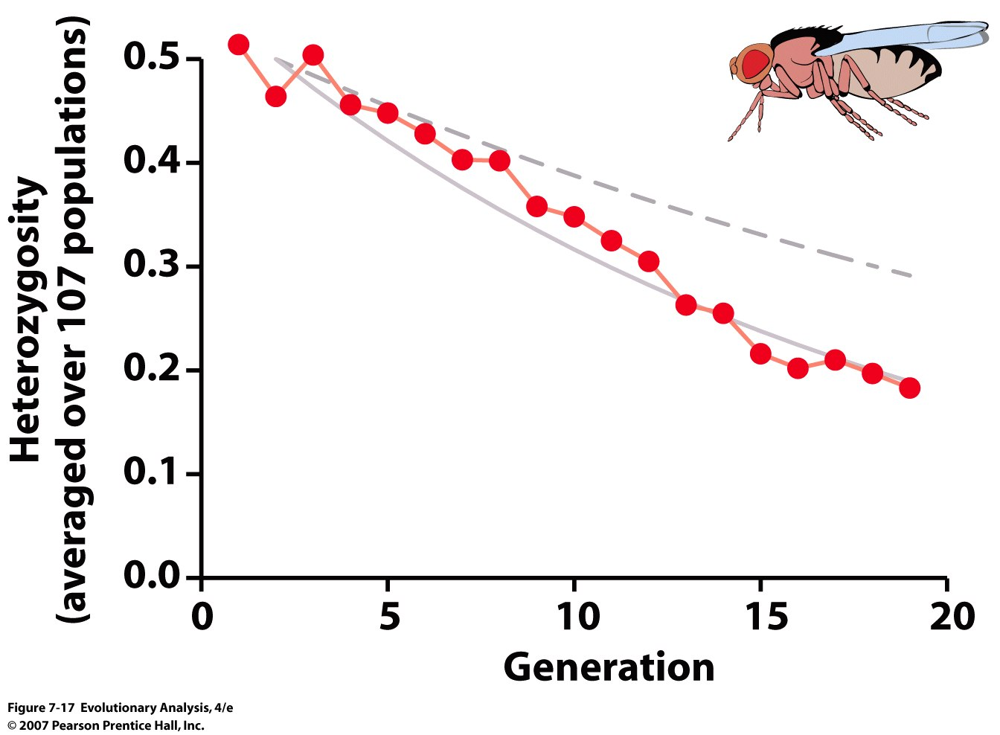 Heterozygosity
(averaged over 107 populations)
0.5
0.4
0.3
0.2
0.1
0.0
0 5 10 15 20
Generation
Figure 7-17 Evolutionary Analysis, 4/e
© 2007 Pearson Prentice Hall, Inc.